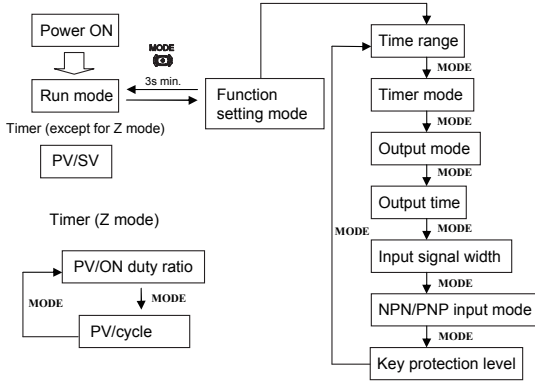 Power ON
MODE
3s min.
Run mode
Function
setting mode
Timer (except for Z mode)
PV/SV
Timer (Z mode)
PV/ON duty ratio
MODE
MODE
PV/cycle
Time range
MODE
Timer mode
MODE
Output mode
MODE
Output time
MODE
MODE
Input signal width
MODE
NPN/PNP input mode
MODE
Key protection level